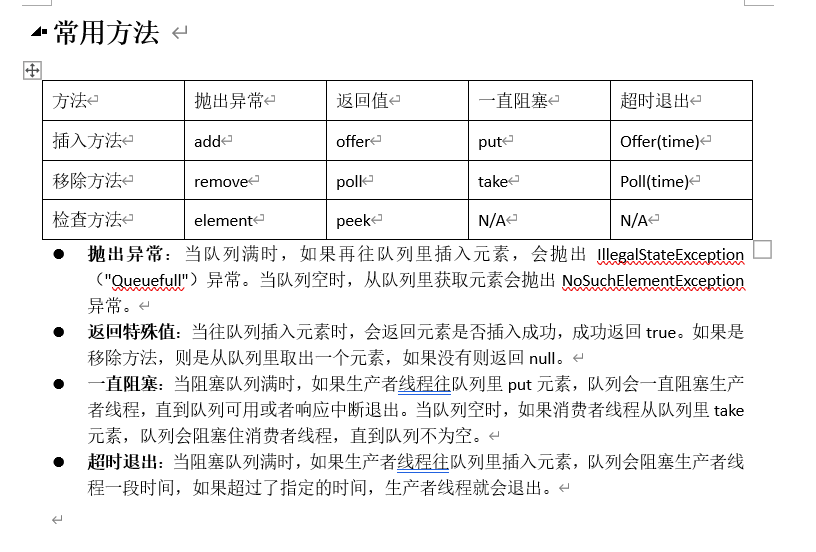 常用方法
方法 抛出异常 返回值 一直阻塞 超时退出
插入方法 add offer put Offer(time)
移除方法 remove poll take Poll(time)
检查方法 element peek N/A N/A
● 抛出异常：当队列满时，如果再往队列里插入元素，会抛出 IllegalStateException
（"Queuefull"）异常。当队列空时，从队列里获取元素会抛出 NoSuchElementException
异常。
● 返回特殊值：当往队列插入元素时，会返回元素是否插入成功，成功返回 true。如果是
移除方法，则是从队列里取出一个元素，如果没有则返回 null。
● 一直阻塞：当阻塞队列满时，如果生产者线程往队列里 put 元素，队列会一直阻塞生产
者线程，直到队列可用或者响应中断退出。当队列空时，如果消费者线程从队列里 take
元素，队列会阻塞住消费者线程，直到队列不为空。
● 超时退出：当阻塞队列满时，如果生产者线程往队列里插入元素，队列会阻塞生产者线
程一段时间，如果超过了指定的时间，生产者线程就会退出。